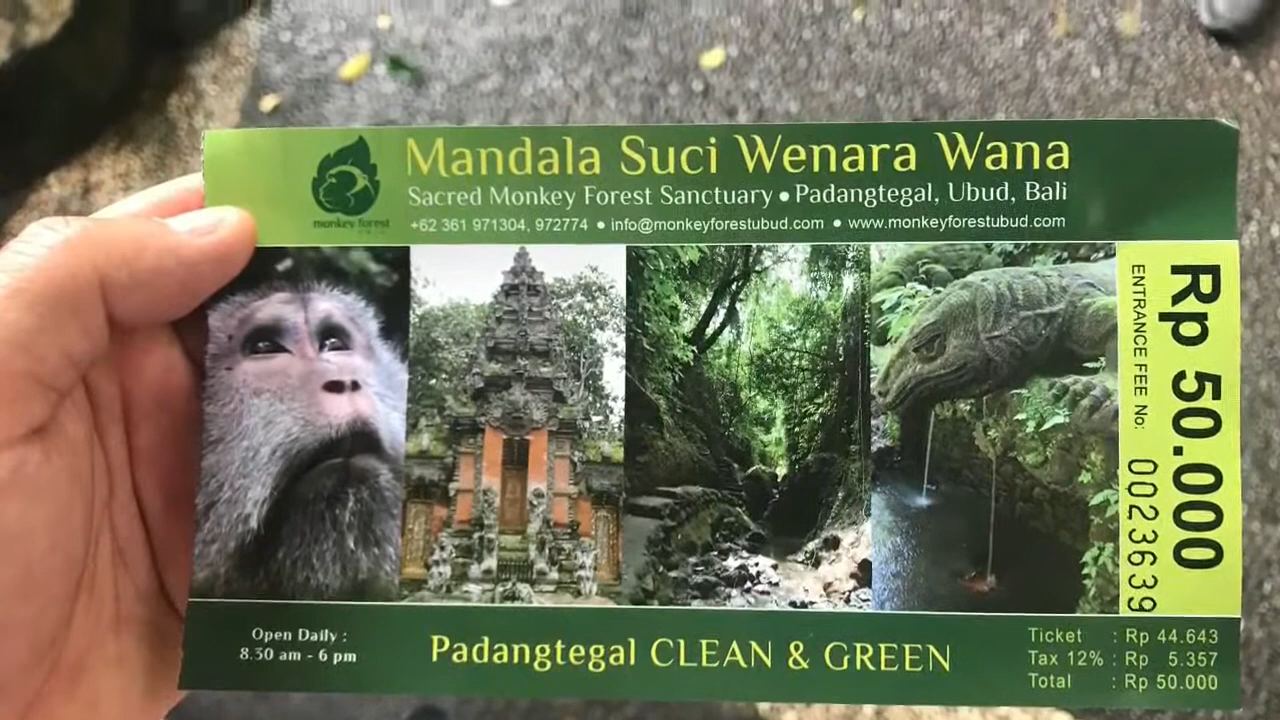 Mandala Suci Wenara Wana
Sacred Monkey Forest Sanctuary • Padangtegal, Ubud, Bali
monkey forest
+62 361 971304, 972774 • info@monkeyforestubud.com • www.monkeyforestubud.com
Rp 50.000
ENTRANCE FEE No: 0023639
Open Daily :
8.30 am - 6 pm
Padangtegal CLEAN & GREEN
Ticket : Rp 44.643
Tax 12% : Rp 5.357
Total : Rp 50.000